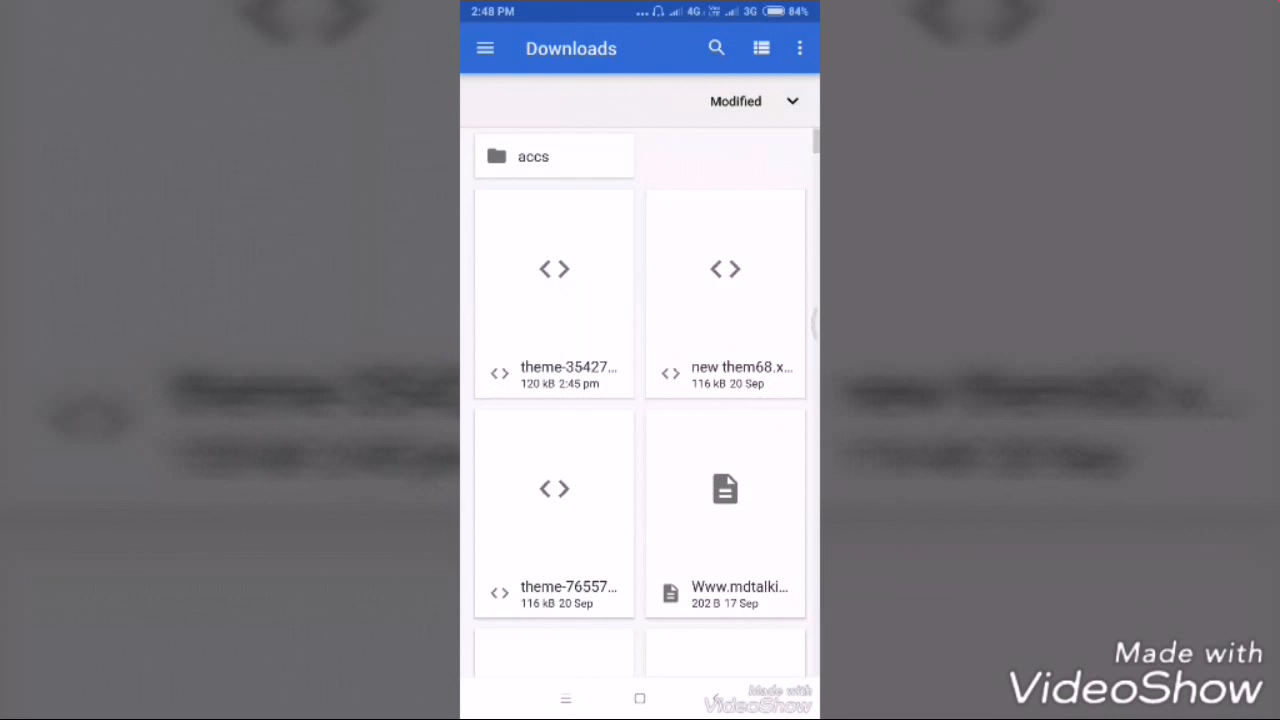 2:48 PM
4G
VoLTE
3G
84%
Downloads
Modified
accs
theme-35427...
120 kB 2:45 pm
new them68.x...
116 kB 20 Sep
theme-76557...
116 kB 20 Sep
Www.mdtalki...
202 B 17 Sep
Made with
VideoShow
Made with
VideoShow